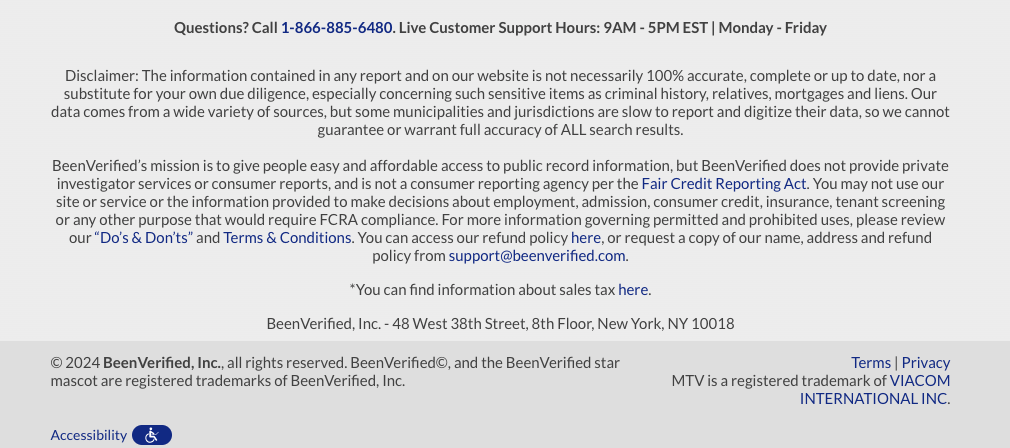 Questions? Call 1-866-885-6480. Live Customer Support Hours: 9AM - 5PM EST | Monday - Friday
Disclaimer: The information contained in any report and on our website is not necessarily 100% accurate, complete or up to date, nor a
substitute for your own due diligence, especially concerning such sensitive items as criminal history, relatives, mortgages and liens. Our
data comes from a wide variety of sources, but some municipalities and jurisdictions are slow to report and digitize their data, so we cannot
guarantee or warrant full accuracy of ALL search results.
BeenVerified’s mission is to give people easy and affordable access to public record information, but BeenVerified does not provide private
investigator services or consumer reports, and is not a consumer reporting agency per the Fair Credit Reporting Act. You may not use our
site or service or the information provided to make decisions about employment, admission, consumer credit, insurance, tenant screening
or any other purpose that would require FCRA compliance. For more information governing permitted and prohibited uses, please review
our “Do’s & Don’ts” and Terms & Conditions. You can access our refund policy here, or request a copy of our name, address and refund
policy from support@beenverified.com.
*You can find information about sales tax here.
BeenVerified, Inc. - 48 West 38th Street, 8th Floor, New York, NY 10018
© 2024 BeenVerified, Inc., all rights reserved. BeenVerified©, and the BeenVerified star
mascot are registered trademarks of BeenVerified, Inc.
Terms | Privacy
MTV is a registered trademark of VIACOM
INTERNATIONAL INC.
Accessibility